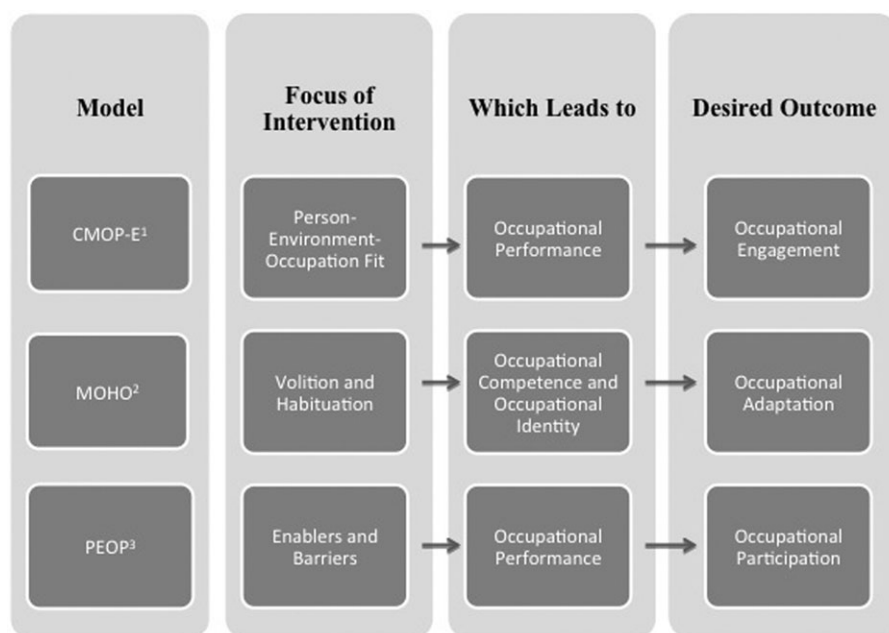 Model
Focus of
Intervention
Which Leads to
Desired Outcome
CMOP-E¹
Person-
Environment-
Occupation Fit
Occupational
Performance
Occupational
Engagement
MOHO²
Volition and
Habituation
Occupational
Competence and
Occupational
Identity
Occupational
Adaptation
PEOP³
Enablers and
Barriers
Occupational
Performance
Occupational
Participation